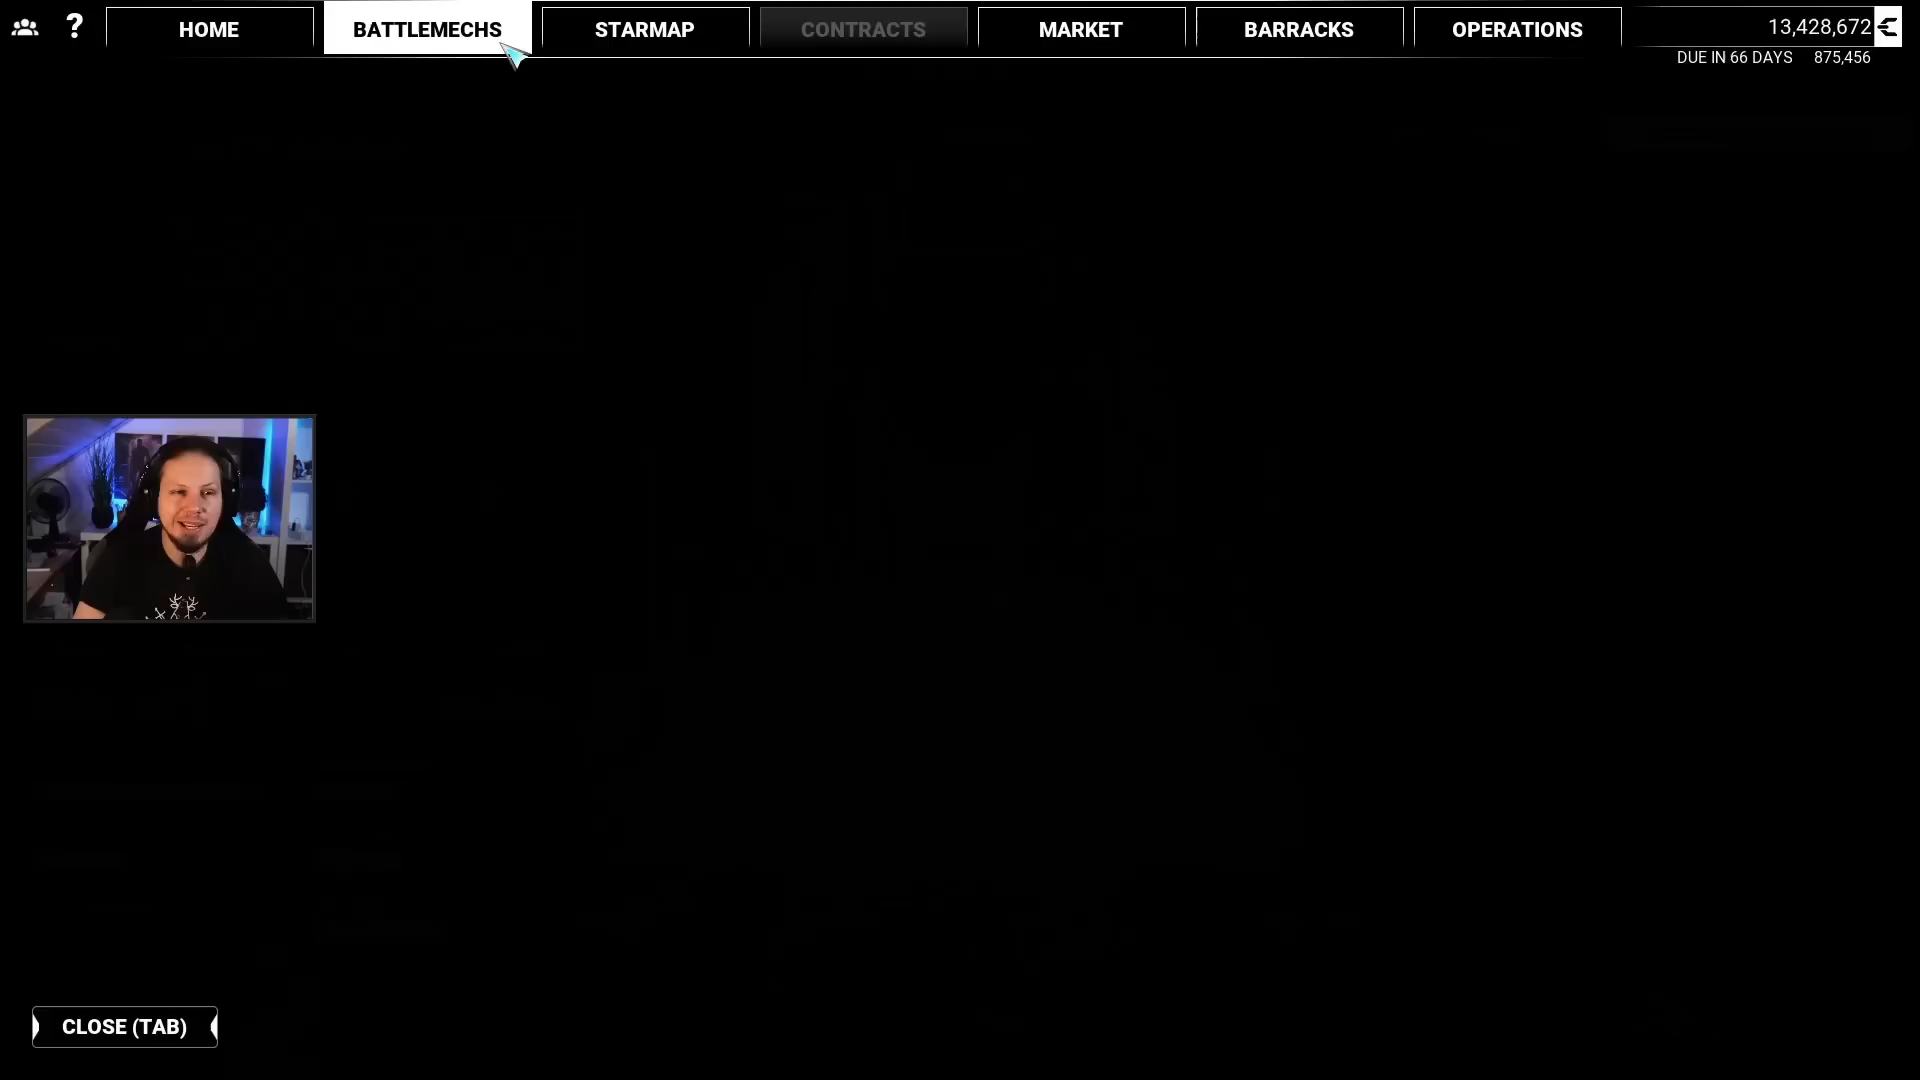 ?
HOME
BATTLEMECHS
STARMAP
CONTRACTS
MARKET
BARRACKS
OPERATIONS
13,428,672
DUE IN 66 DAYS 875,456
CLOSE (TAB)